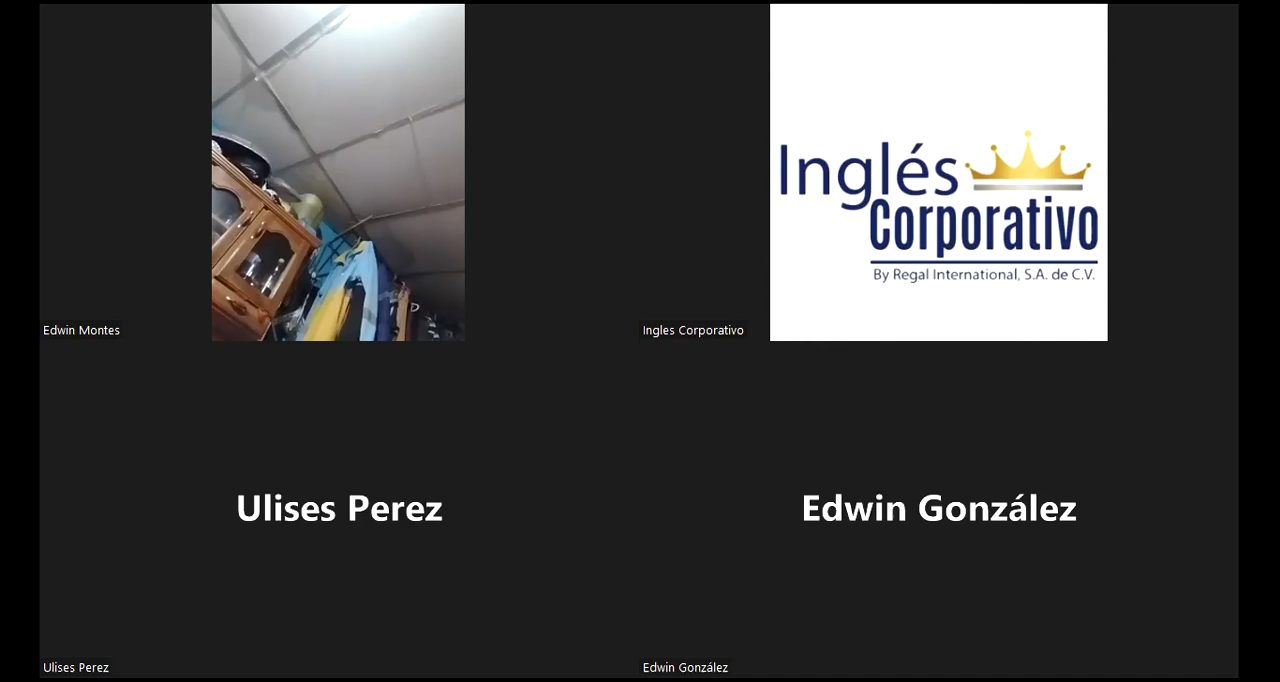 Inglés
Corporativo
By Regal International, S.A. de C.V.
Edwin Montes
Ingles Corporativo
Ulises Perez
Edwin González
Ulises Perez
Edwin González